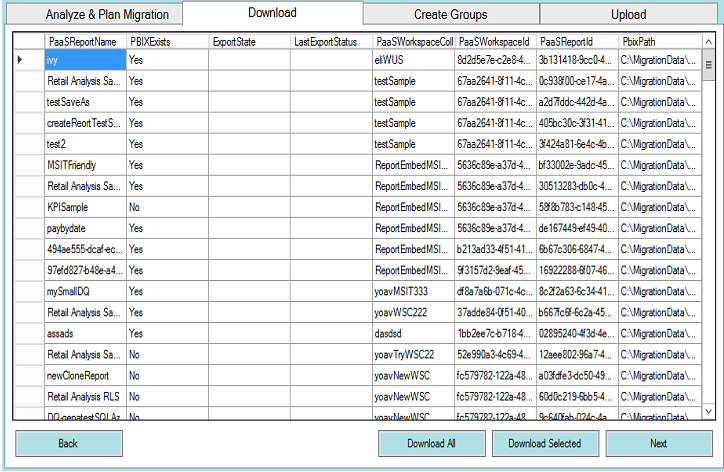 Analyze & Plan Migration Download Create Groups Upload
PaaSReportName PBIXExists ExportState LastExportStatus PaaSWorkspaceColl PaaSWorkspaceId PaaSReportId PbixPath
ivy Yes eliWUS 8d2d5e7e-c2e8-4... 3b131418-9cc0-4... C:\MigrationData\...
Retail Analysis Sa... Yes testSample 67aa2641-8f11-4c... 0c938f00-ce17-4a... C:\MigrationData\...
testSaveAs Yes testSample 67aa2641-8f11-4c... a2d7fddc-442d-4a... C:\MigrationData\...
createReortTestS... Yes testSample 67aa2641-8f11-4c... 405bc30c-3f31-41... C:\MigrationData\...
test2 Yes testSample 67aa2641-8f11-4c... 3f424a81-6e4c-4b... C:\MigrationData\...
MSITFriendly Yes ReportEmbedMSI... 5636c89e-a37d-4... bf33002e-9adc-45... C:\MigrationData\...
Retail Analysis Sa... Yes ReportEmbedMSI... 5636c89e-a37d-4... 30513283-db0c-4... C:\MigrationData\...
KPISample No ReportEmbedMSI... 5636c89e-a37d-4... 58f8b783-c148-45... C:\MigrationData\...
paybydate Yes ReportEmbedMSI... 5636c89e-a37d-4... de167449-ef49-40... C:\MigrationData\...
494ae555-dcaf-ec... Yes ReportEmbedMSI... b213ad33-4f51-41... 6b67c306-6847-4... C:\MigrationData\...
97efd827-b48e-a4... Yes ReportEmbedMSI... 9f3157d2-9eaf-45... 16922288-6f07-46... C:\MigrationData\...
mySmallDQ Yes yoavMSIT333 df8a7a6b-071c-4c... 8c2f2a63-6c34-41... C:\MigrationData\...
Retail Analysis Sa... Yes yoavWSC222 37adde84-0f51-40... b667fc6f-6c2a-45... C:\MigrationData\...
assads Yes dasdsd 1bb2ee7c-b718-4... 02895240-4f3d-4e... C:\MigrationData\...
Retail Analysis Sa... No yoavTryWSC22 52e990a3-4c69-4... 12aee802-96a7-4... C:\MigrationData\...
newCloneReport No yoavNewWSC fc579782-122a-48... a03fdfe3-dc50-49... C:\MigrationData\...
Retail Analysis RLS No yoavNewWSC fc579782-122a-48... 60d0c219-6bb5-4... C:\MigrationData\...
DQ-genatestSQLAz No yoavNewWSC fc579782-122a-48... 9c640fab-024c-4a... C:\MigrationData\...
Back Download All Download Selected Next